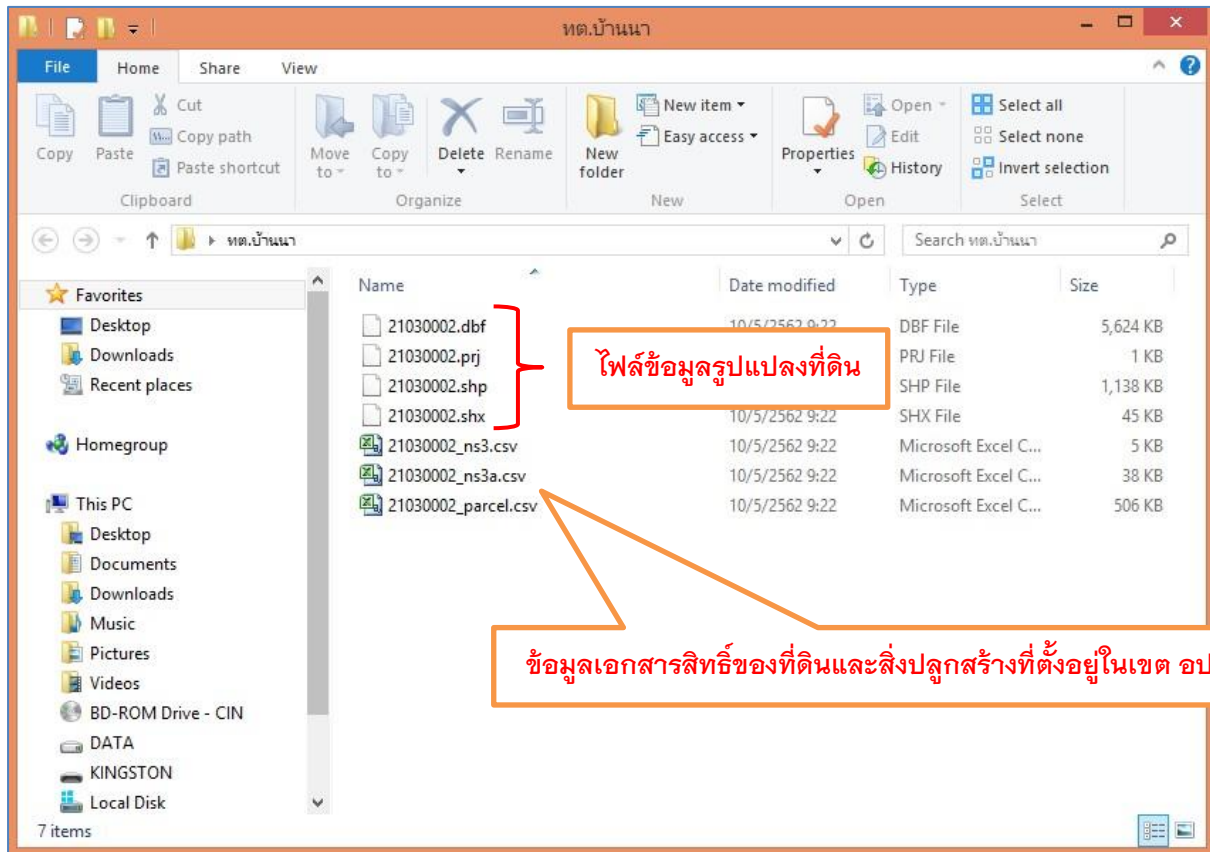 ทต.บ้านนา
File Home Share View
Copy
Paste
Cut
Copy path
Paste shortcut
Clipboard
Move to
Copy to
Delete
Rename
Organize
New folder
New item
Easy access
New
Properties
Open
Edit
History
Open
Select all
Select none
Invert selection
Select
ทต.บ้านนา
Search ทต.บ้านนา
Favorites
Desktop
Downloads
Recent places
Homegroup
This PC
Desktop
Documents
Downloads
Music
Pictures
Videos
BD-ROM Drive - CIN
DATA
KINGSTON
Local Disk
Name Date modified Type Size
21030002.dbf 10/5/2562 9:22 DBF File 5,624 KB
21030002.prj PRJ File 1 KB
21030002.shp SHP File 1,138 KB
21030002.shx 10/5/2562 9:22 SHX File 45 KB
21030002_ns3.csv 10/5/2562 9:22 Microsoft Excel C... 5 KB
21030002_ns3a.csv 10/5/2562 9:22 Microsoft Excel C... 38 KB
21030002_parcel.csv 10/5/2562 9:22 Microsoft Excel C... 506 KB
ไฟล์ข้อมูลรูปแปลงที่ดิน
ข้อมูลเอกสารสิทธิ์ของที่ดินและสิ่งปลูกสร้างที่ตั้งอยู่ในเขต อป
7 items